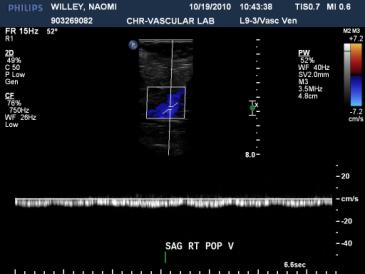 PHILIPS WILLEY, NAOMI 10/19/2010 10:43:38 TIS0.7 MI 0.6
903269082 CHR-VASCULAR LAB L9-3/Vasc Ven
FR 15Hz 52°
R1
M2 M3
+7.2
2D
49%
C 50
P Low
Gen
CF
76%
750Hz
WF 26Hz
Low
PW
52%
WF 40Hz
SV2.0mm
M3
3.5MHz
4.8cm
-7.2
cm/s
x
8.0
20
cm/s
-20
-40
SAG RT POP V
6.6sec